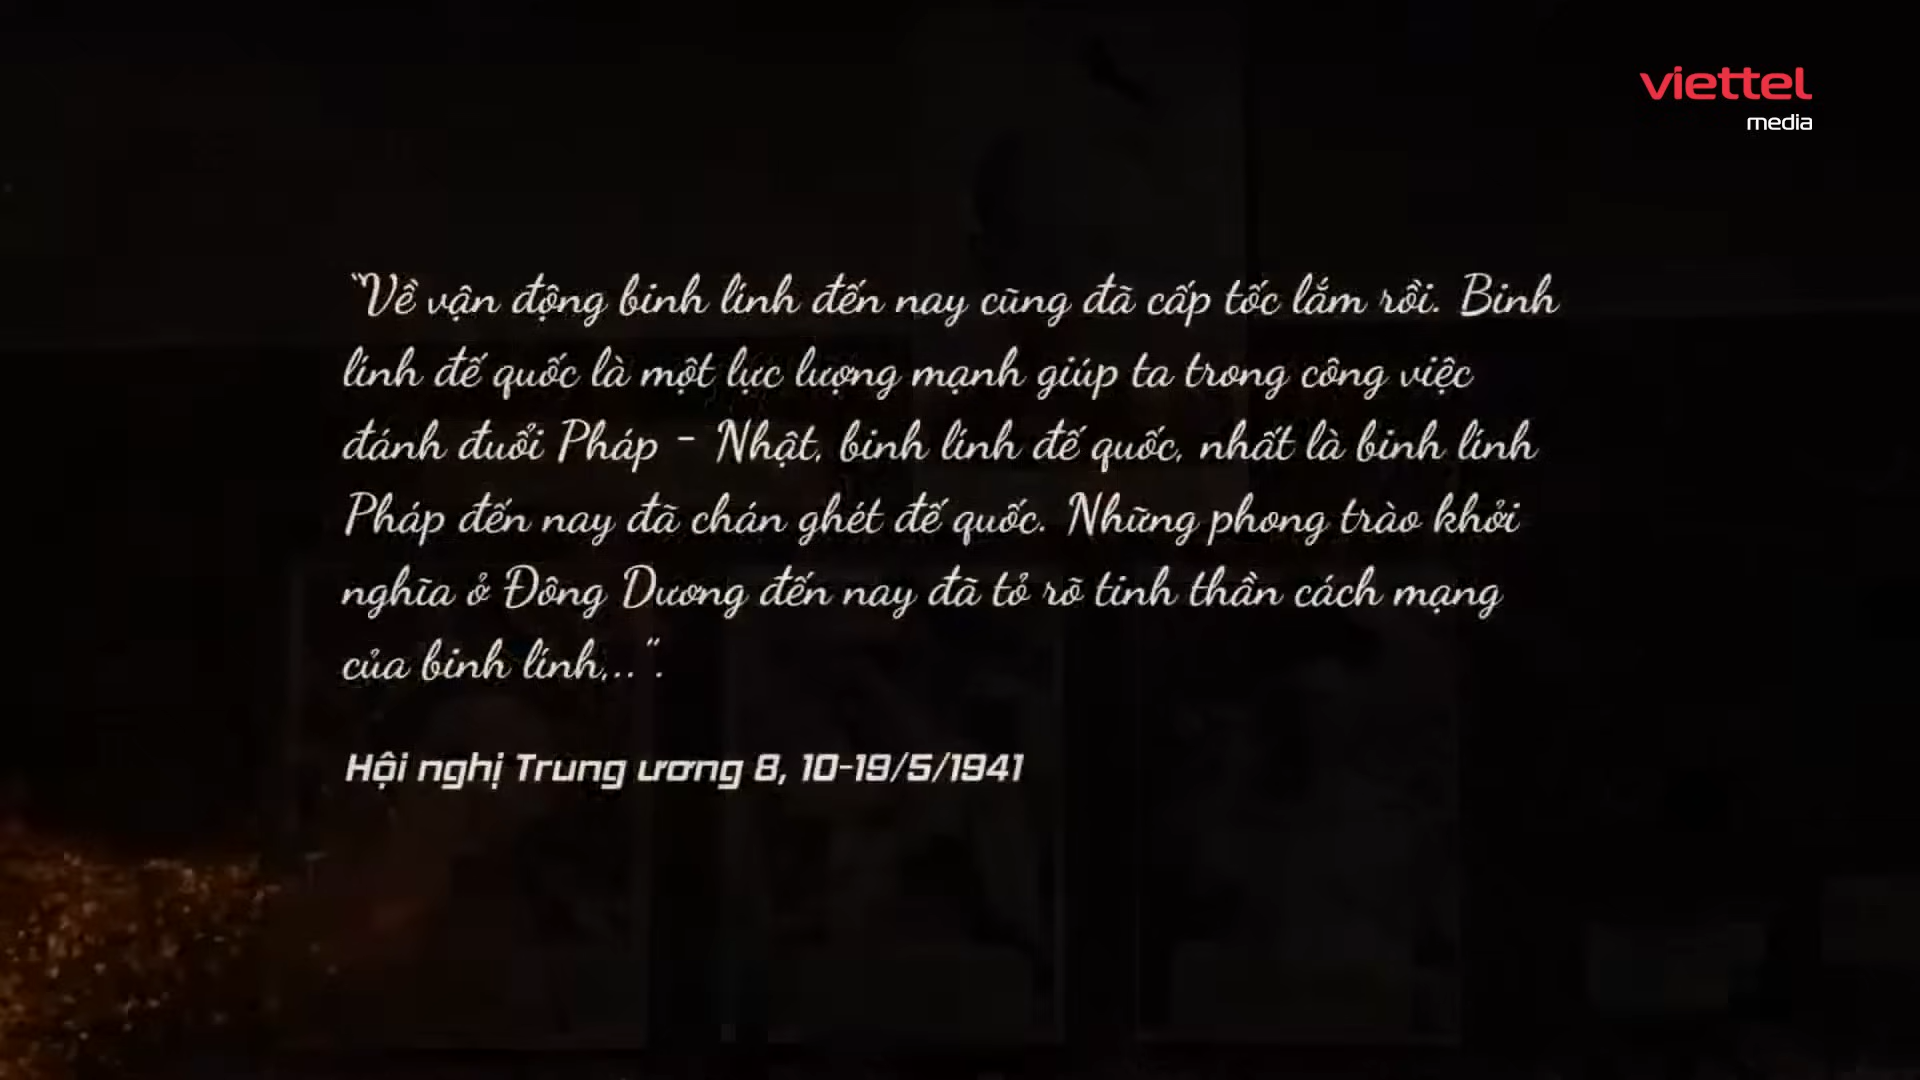 viettel
media
"Về vận động binh lính đến nay cũng đã cấp tốc lắm rồi. Binh
lính đế quốc là một lực lượng mạnh giúp ta trong công việc
đánh đuổi Pháp - Nhật, binh lính đế quốc, nhất là binh lính
Pháp đến nay đã chán ghét đế quốc. Những phong trào khởi
nghĩa ở Đông Dương đến nay đã tỏ rõ tinh thần cách mạng
của binh lính,..".
Hội nghị Trung ương 8, 10-19/5/1941